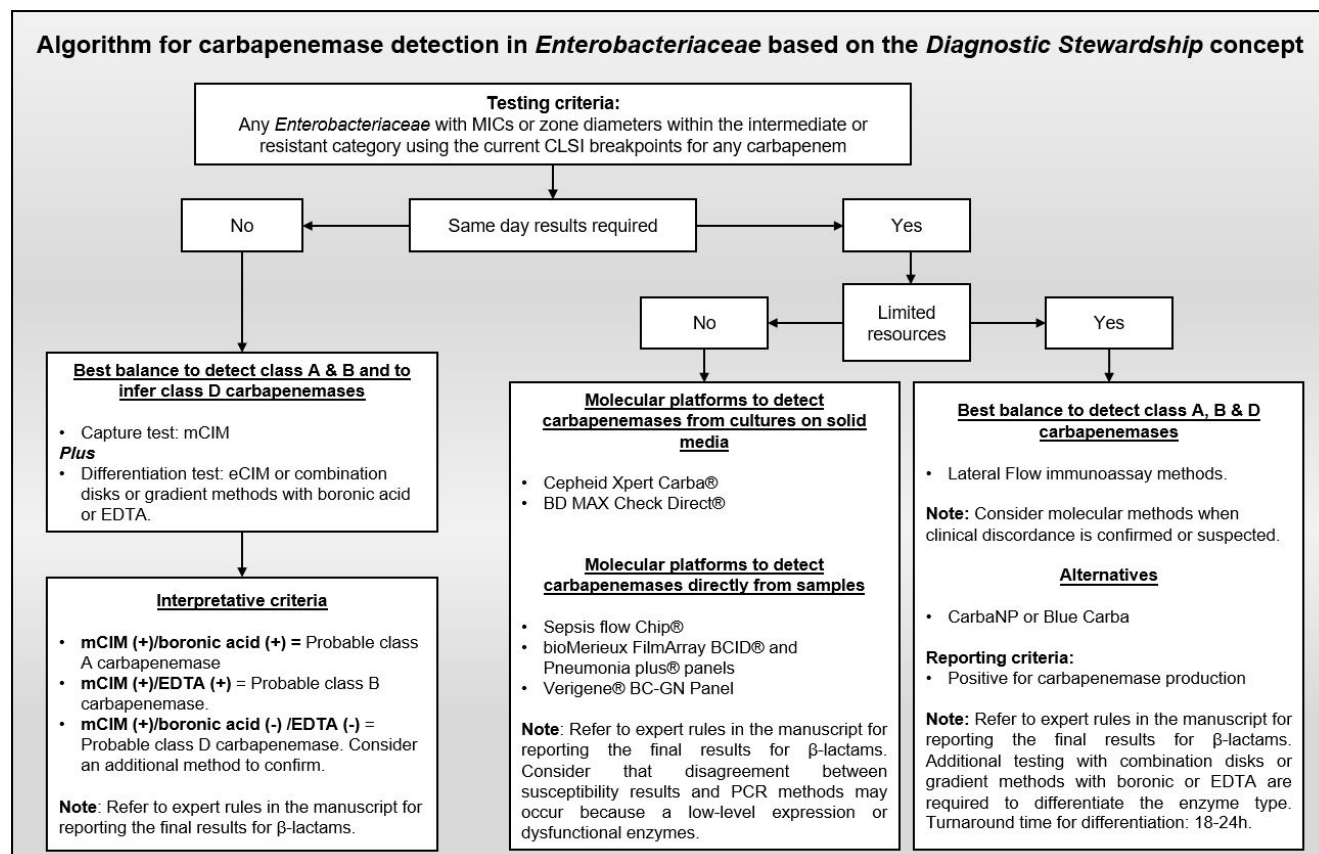 Algorithm for carbapenemase detection in Enterobacteriaceae based on the Diagnostic Stewardship concept
Testing criteria:
Any Enterobacteriaceae with MICs or zone diameters within the intermediate or
resistant category using the current CLSI breakpoints for any carbapenem
No
Same day results required
Yes
No
Limited
resources
Yes
Best balance to detect class A & B and to
infer class D carbapenemases
• Capture test: mCIM
Plus
• Differentiation test: eCIM or combination
disks or gradient methods with boronic acid
or EDTA.
Interpretative criteria
• mCIM (+)/boronic acid (+) = Probable class
A carbapenemase
• mCIM (+)/EDTA (+) = Probable class B
carbapenemase.
• mCIM (+)/boronic acid (-) /EDTA (-) =
Probable class D carbapenemase. Consider
an additional method to confirm.
Note: Refer to expert rules in the manuscript for
reporting the final results for β-lactams.
Molecular platforms to detect
carbapenemases from cultures on solid
media
• Cepheid Xpert Carba®
• BD MAX Check Direct®
Molecular platforms to detect
carbapenemases directly from samples
• Sepsis flow Chip®
• bioMerieux FilmArray BCID® and
Pneumonia plus® panels
• Verigene® BC-GN Panel
Note: Refer to expert rules in the manuscript for
reporting the final results for β-lactams.
Consider that disagreement between
susceptibility results and PCR methods may
occur because a low-level expression or
dysfunctional enzymes.
Best balance to detect class A, B & D
carbapenemases
• Lateral Flow immunoassay methods.
Note: Consider molecular methods when
clinical discordance is confirmed or suspected.
Alternatives
• CarbaNP or Blue Carba
Reporting criteria:
• Positive for carbapenemase production
Note: Refer to expert rules in the manuscript for
reporting the final results for β-lactams.
Additional testing with combination disks or
gradient methods with boronic or EDTA are
required to differentiate the enzyme type.
Turnaround time for differentiation: 18-24h.